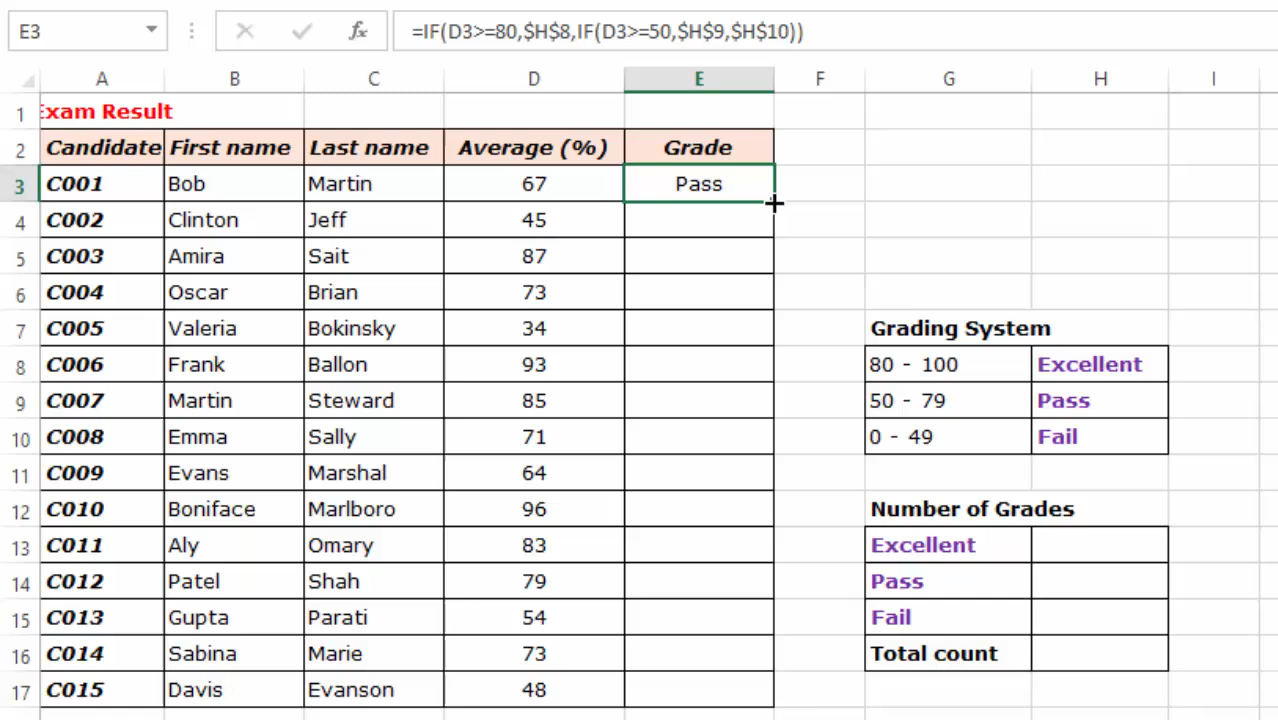 E3 fx =IF(D3>=80,$H$8,IF(D3>=50,$H$9,$H$10))
A B C D E F G H I
1 Exam Result
2 Candidate First name Last name Average (%) Grade
3 C001 Bob Martin 67 Pass
4 C002 Clinton Jeff 45
5 C003 Amira Sait 87
6 C004 Oscar Brian 73
7 C005 Valeria Bokinsky 34 Grading System
8 C006 Frank Ballon 93 80 - 100 Excellent
9 C007 Martin Steward 85 50 - 79 Pass
10 C008 Emma Sally 71 0 - 49 Fail
11 C009 Evans Marshal 64
12 C010 Boniface Marlboro 96 Number of Grades
13 C011 Aly Omary 83 Excellent
14 C012 Patel Shah 79 Pass
15 C013 Gupta Parati 54 Fail
16 C014 Sabina Marie 73 Total count
17 C015 Davis Evanson 48